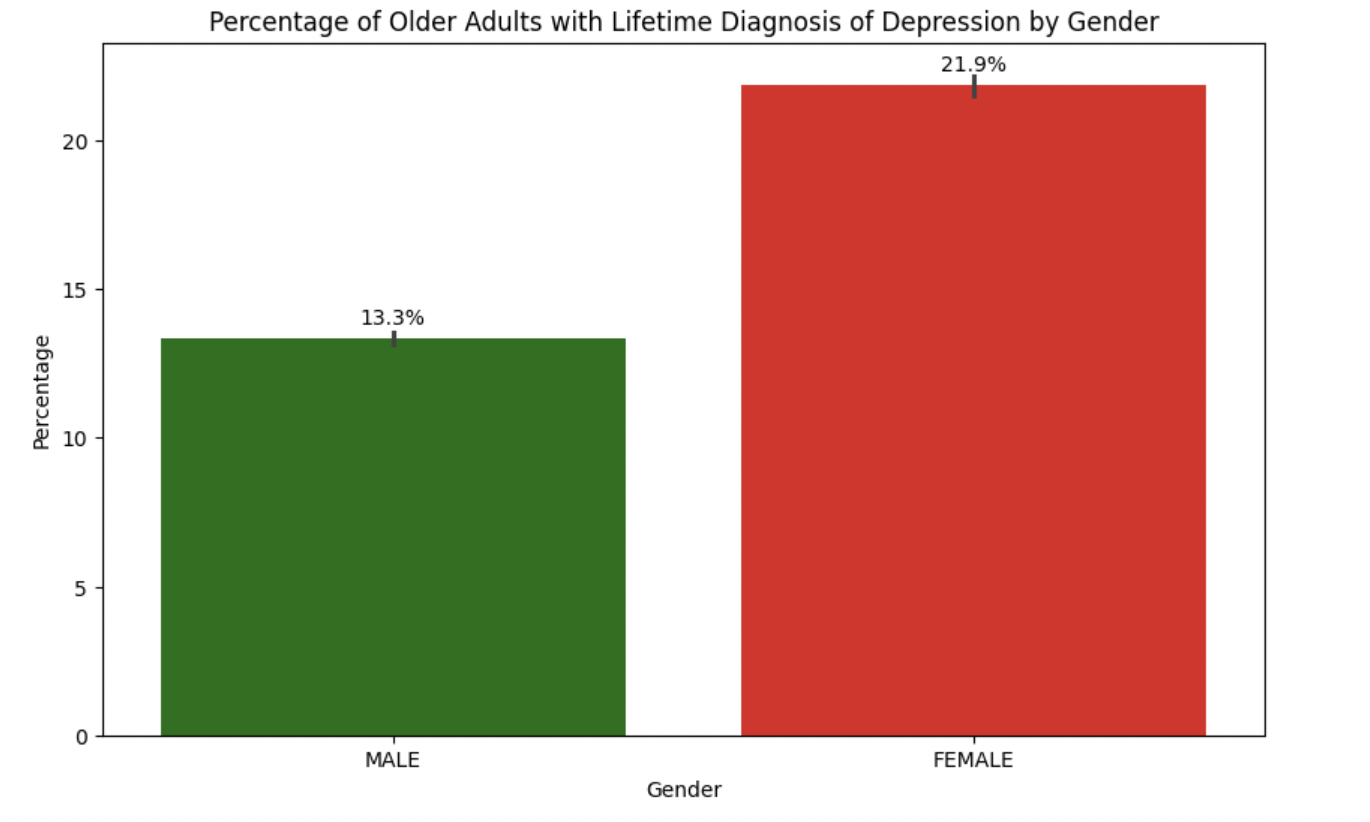 Percentage of Older Adults with Lifetime Diagnosis of Depression by Gender
21.9%
20
15
13.3%
Percentage
10
5
0
MALE
FEMALE
Gender